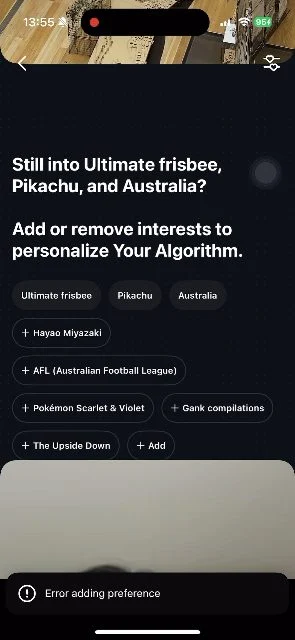 13:55
95
Still into Ultimate frisbee,
Pikachu, and Australia?
Add or remove interests to
personalize Your Algorithm.
Ultimate frisbee Pikachu Australia
+ Hayao Miyazaki
+ AFL (Australian Football League)
+ Pokémon Scarlet & Violet + Gank compilations
+ The Upside Down + Add
Error adding preference